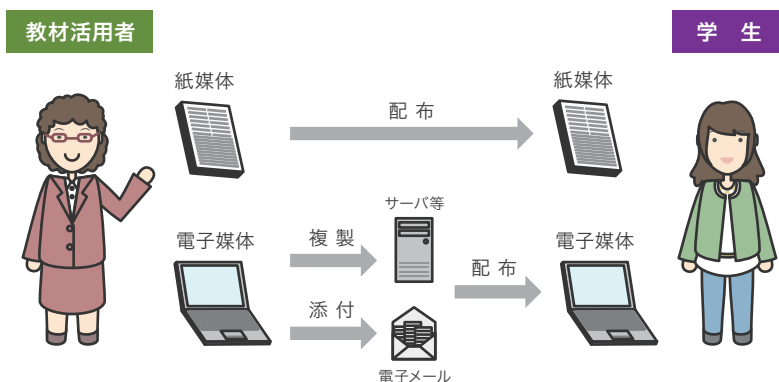 教材活用者
学 生
紙媒体
配 布
紙媒体
サーバ等
電子媒体
複 製
配 布
電子媒体
添 付
電子メール